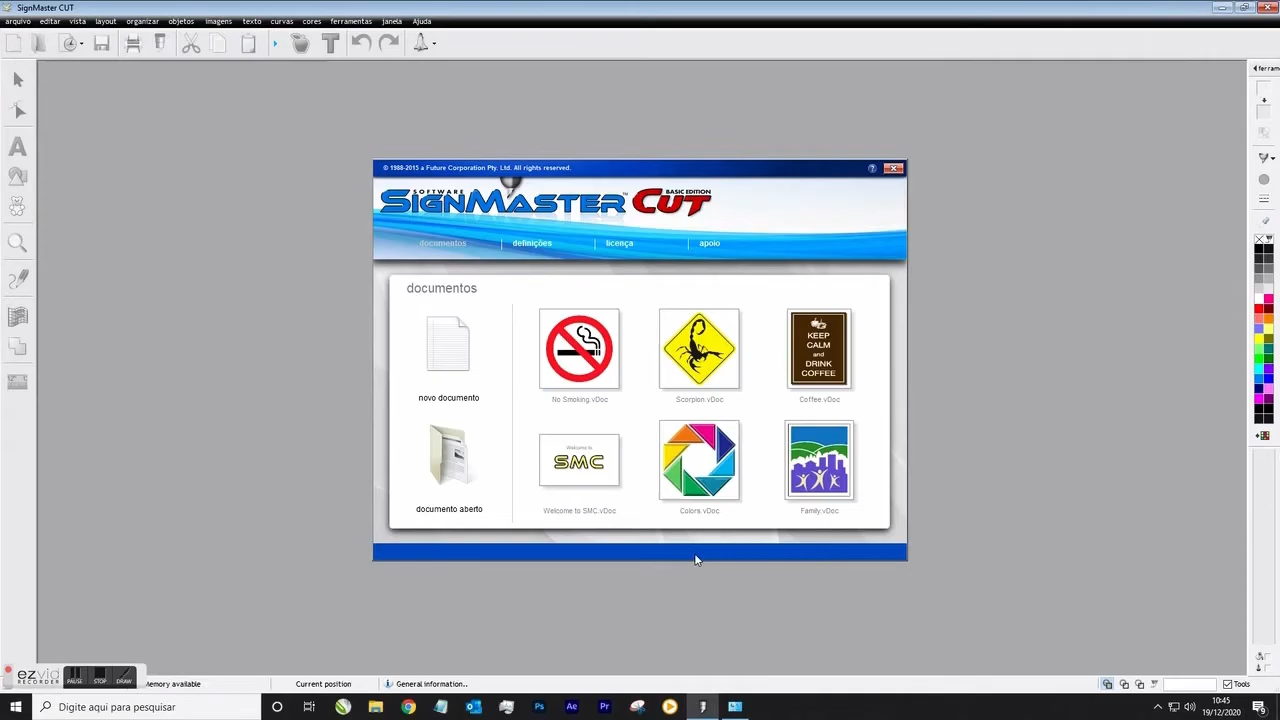 SignMaster CUT
arquivo editar vista layout organizar objetos imagens texto curvas cores ferramentas janela Ajuda
© 1988-2015 a Future Corporation Pty. Ltd. All rights reserved.
SOFTWARE
SIGNMASTER™ CUT BASIC EDITION
documentos definições licença apoio
documentos
KEEP
CALM
and
DRINK
COFFEE
novo documento
No Smoking.vDoc Scorpion.vDoc Coffee.vDoc
Welcome to
SMC
documento aberto
Welcome to SMC.vDoc Colors.vDoc Family.vDoc
ezvid
RECORDER
PAUSE STOP DRAW
Memory available Current position General information.. Tools
Digite aqui para pesquisar
Ps Ae Pr
10:45
19/12/2020